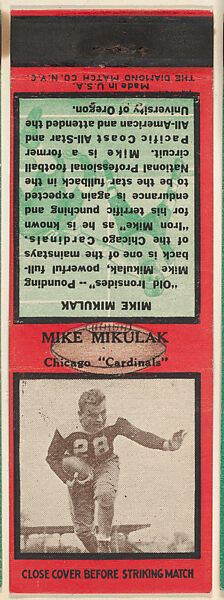 Made in U.S.A.
THE DIAMOND MATCH CO. N.Y.C.
MIKE MIKULAK
"Old Ironsides" -- Pounding
Mike, Mikulak, powerful full-
back is one of the mainstays
of the Chicago Cardinals.
"Iron Mike" as he is known
for his terrific punching and
endurance is again expected
to be the star fullback in the
National Professional football
circuit. Mike is a former
Pacific Coast All-Star and
All-American and attended the
University of Oregon.
MIKE MIKULAK
Chicago "Cardinals"
28
CLOSE COVER BEFORE STRIKING MATCH